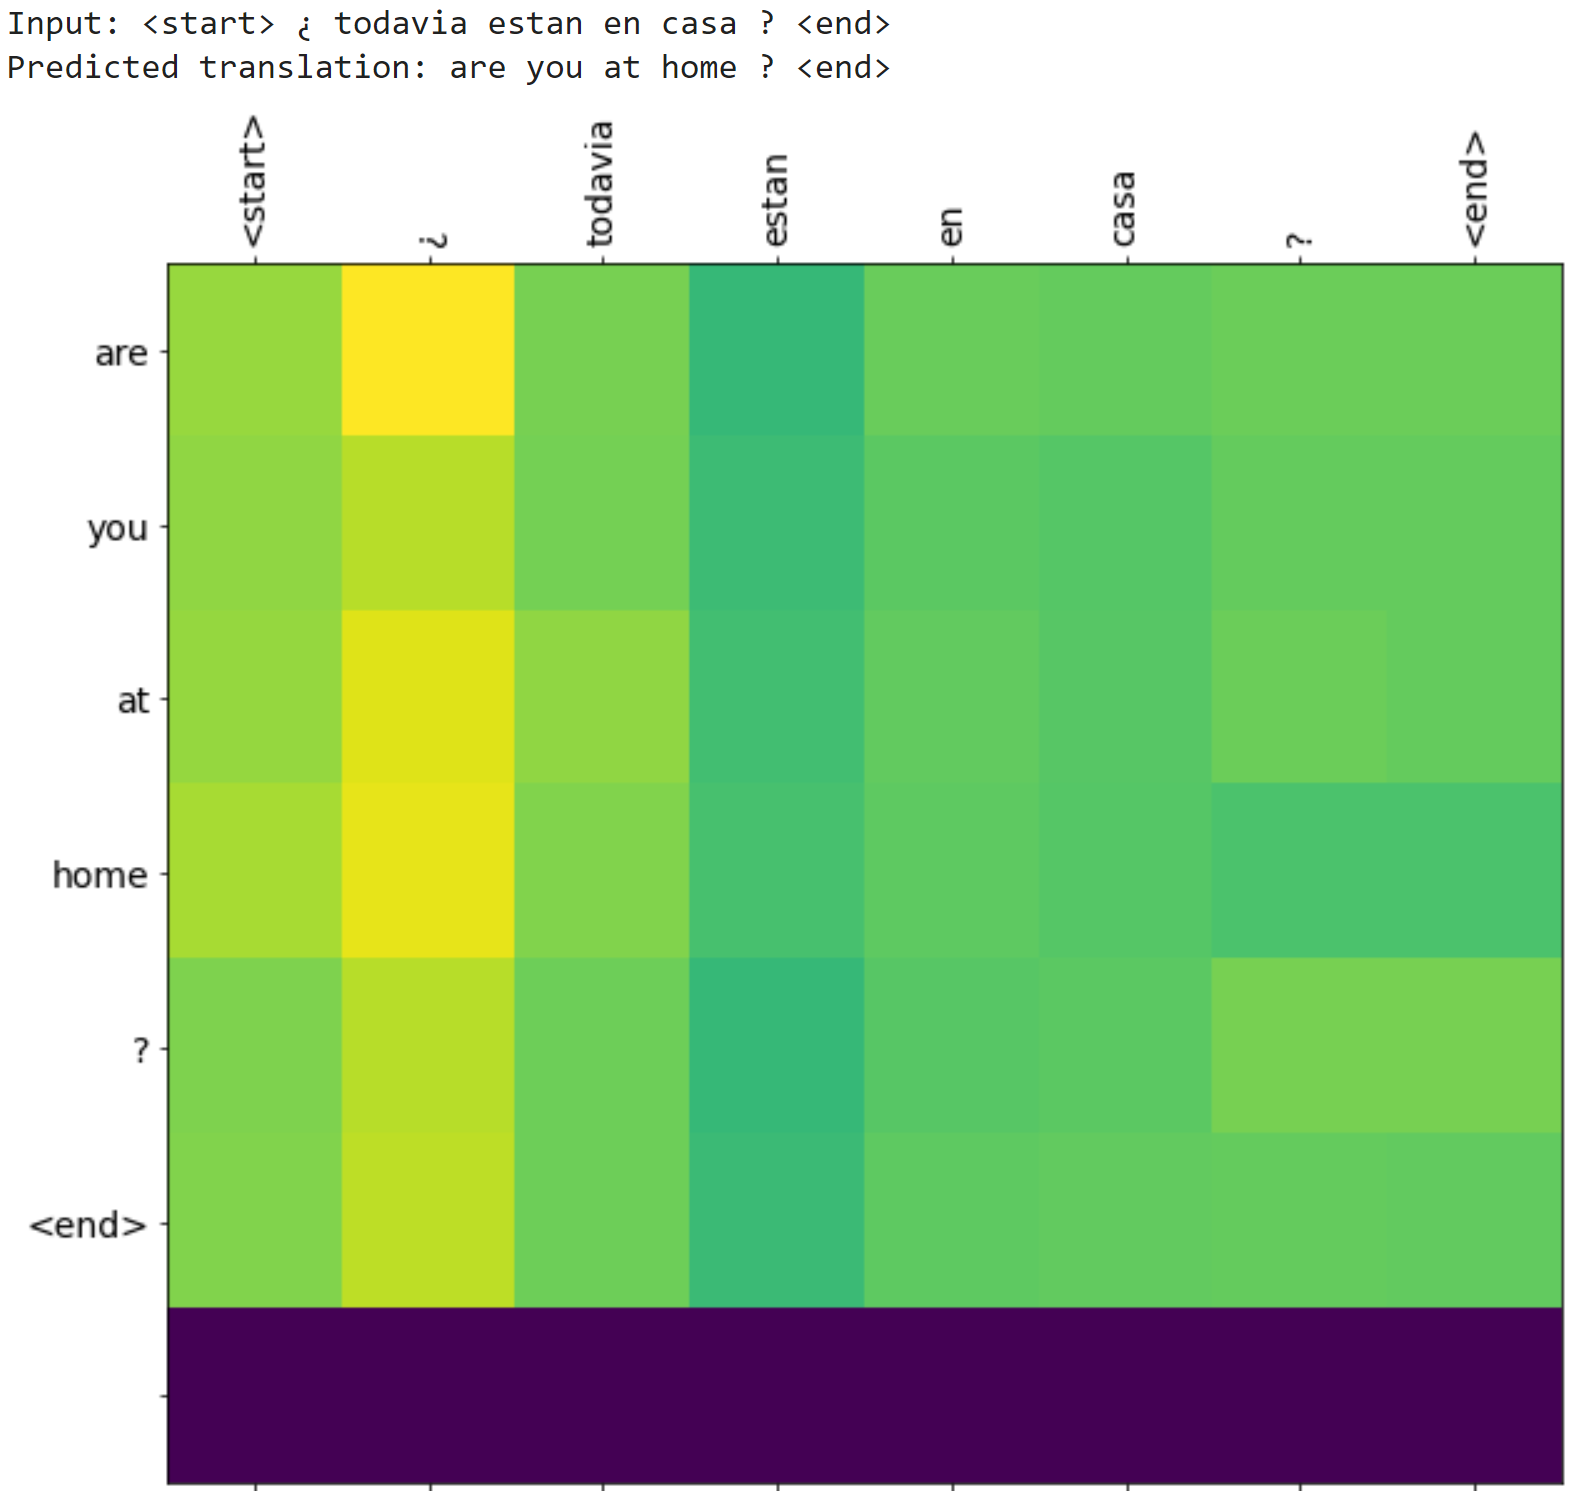 Input: <start> ¿ todavia estan en casa ? <end>
Predicted translation: are you at home ? <end>
<start>
¿
todavia
estan
en
casa
?
<end>
are
you
at
home
?
<end>